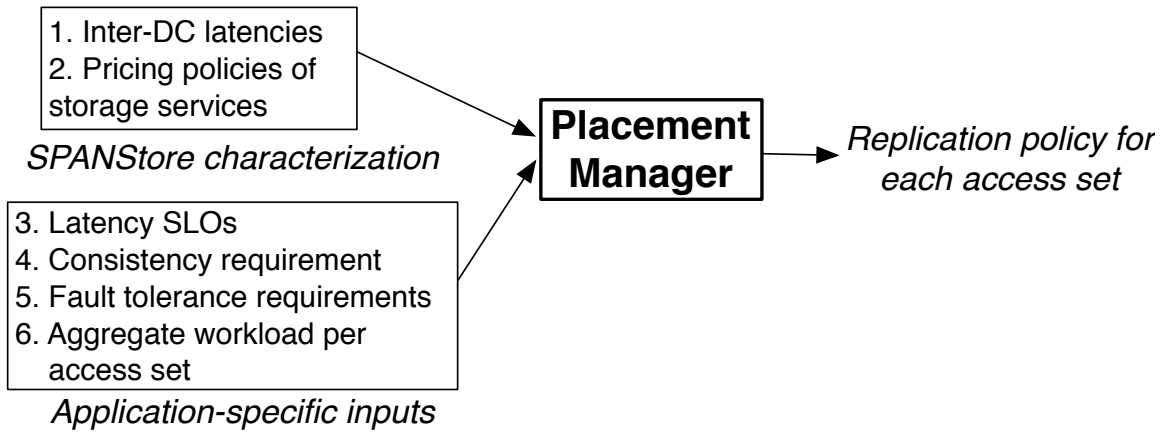 1. Inter-DC latencies
2. Pricing policies of
storage services
SPANStore characterization
3. Latency SLOs
4. Consistency requirement
5. Fault tolerance requirements
6. Aggregate workload per
access set
Application-specific inputs
Placement
Manager
Replication policy for
each access set